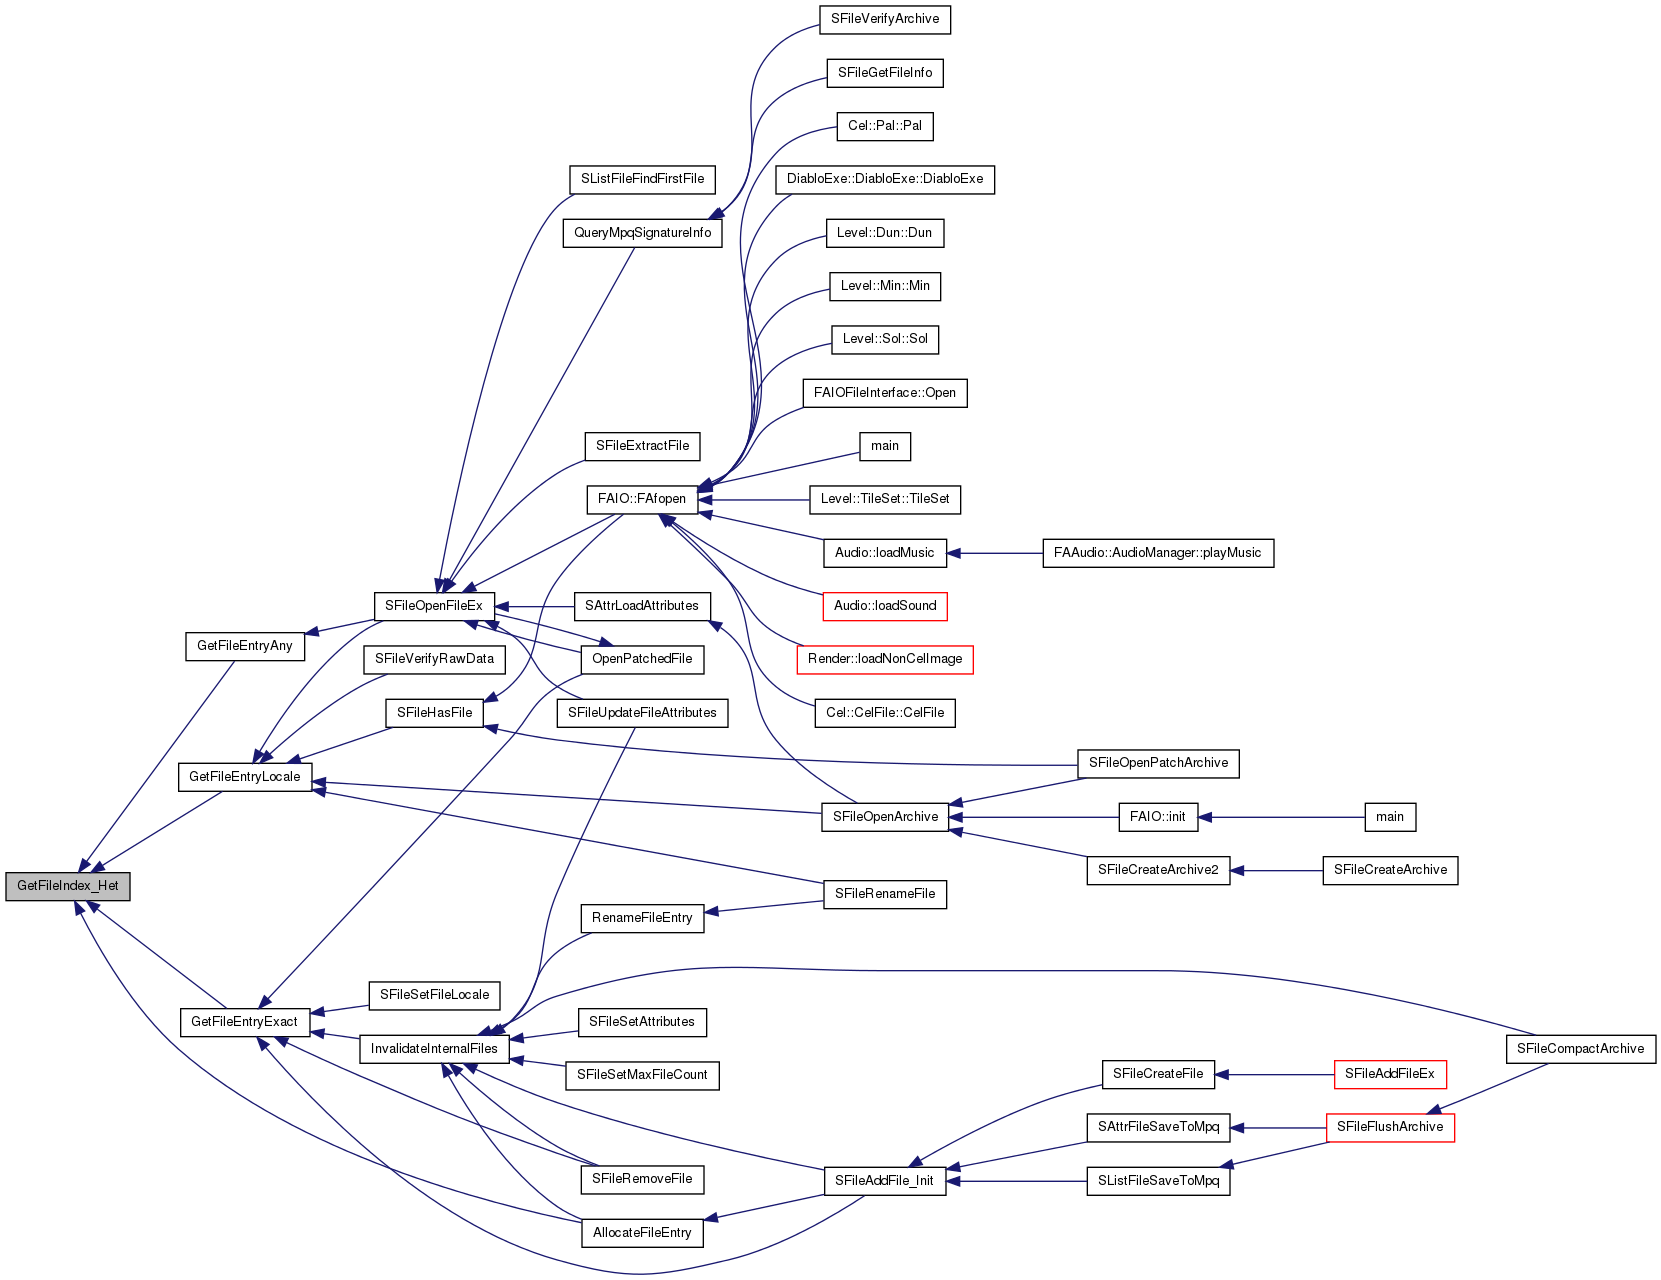 SFileVerifyArchive
SFileGetFileInfo
Cel::Pal::Pal
SListFileFindFirstFile
DiabloExe::DiabloExe::DiabloExe
QueryMpqSignatureInfo
Level::Dun::Dun
Level::Min::Min
Level::Sol::Sol
FAIOFileInterface::Open
SFileExtractFile
main
FAIO::FAfopen
Level::TileSet::TileSet
Audio::loadMusic
FAAudio::AudioManager::playMusic
SFileOpenFileEx
SAttrLoadAttributes
Audio::loadSound
GetFileEntryAny
SFileVerifyRawData
OpenPatchedFile
Render::loadNonCelImage
SFileHasFile
SFileUpdateFileAttributes
Cel::CelFile::CelFile
GetFileEntryLocale
SFileOpenPatchArchive
SFileOpenArchive
FAIO::init
main
SFileCreateArchive2
SFileCreateArchive
GetFileIndex_Het
SFileRenameFile
RenameFileEntry
SFileSetFileLocale
GetFileEntryExact
SFileSetAttributes
InvalidateInternalFiles
SFileCompactArchive
SFileSetMaxFileCount
SFileCreateFile
SFileAddFileEx
SAttrFileSaveToMpq
SFileFlushArchive
SFileRemoveFile
SFileAddFile_Init
SListFileSaveToMpq
AllocateFileEntry